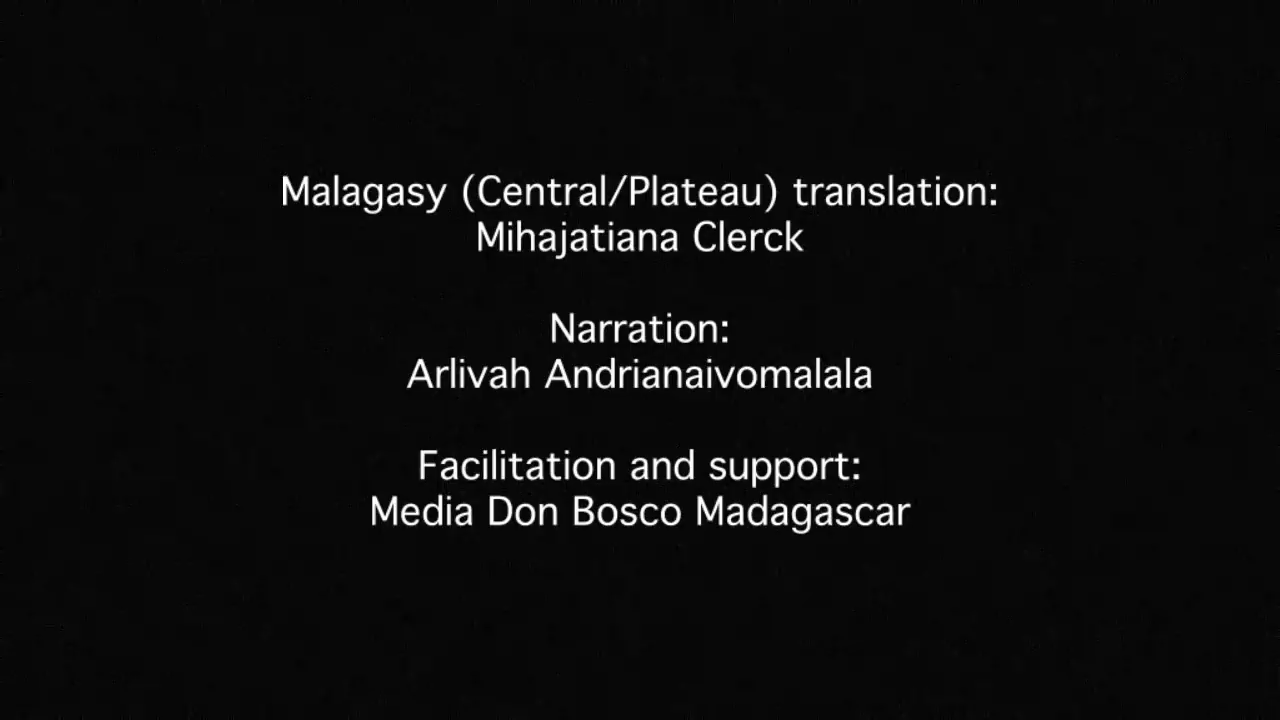 Malagasy (Central/Plateau) translation:
Mihajatiana Clerck
Narration:
Arlivah Andrianaivomalala
Facilitation and support:
Media Don Bosco Madagascar